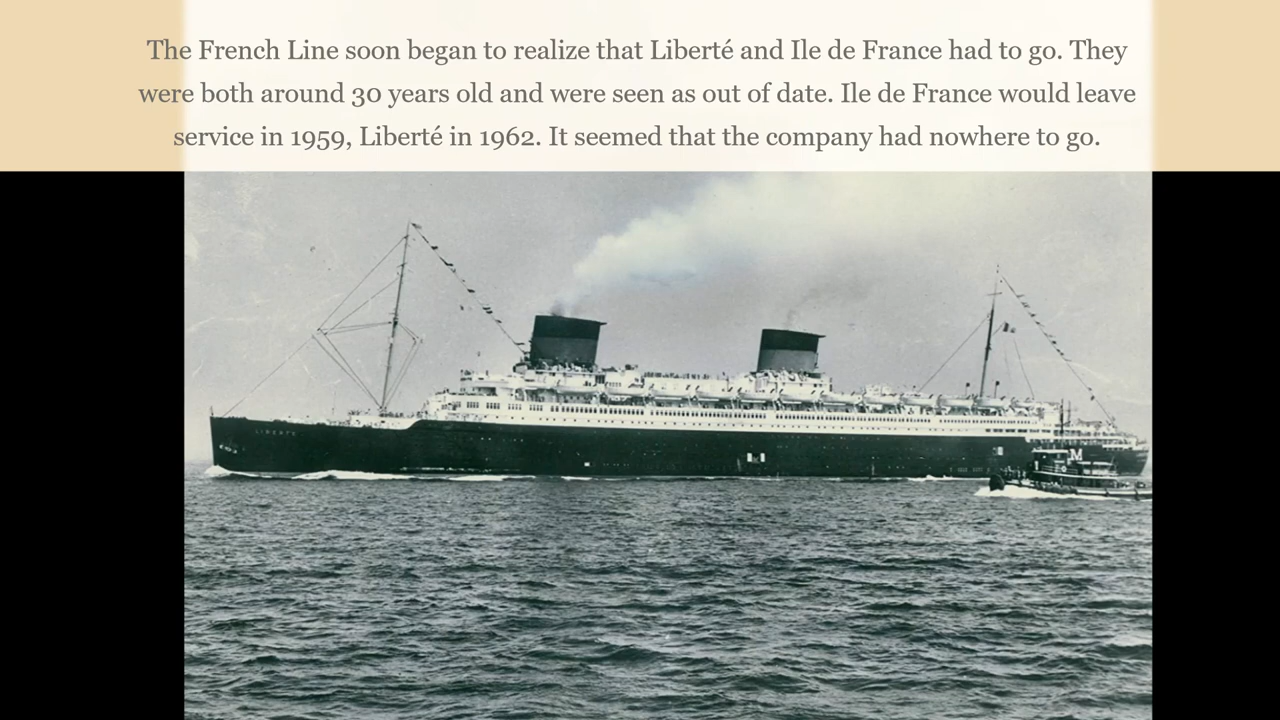 The French Line soon began to realize that Liberté and Ile de France had to go. They
were both around 30 years old and were seen as out of date. Ile de France would leave
service in 1959, Liberté in 1962. It seemed that the company had nowhere to go.
LIBERTE
M